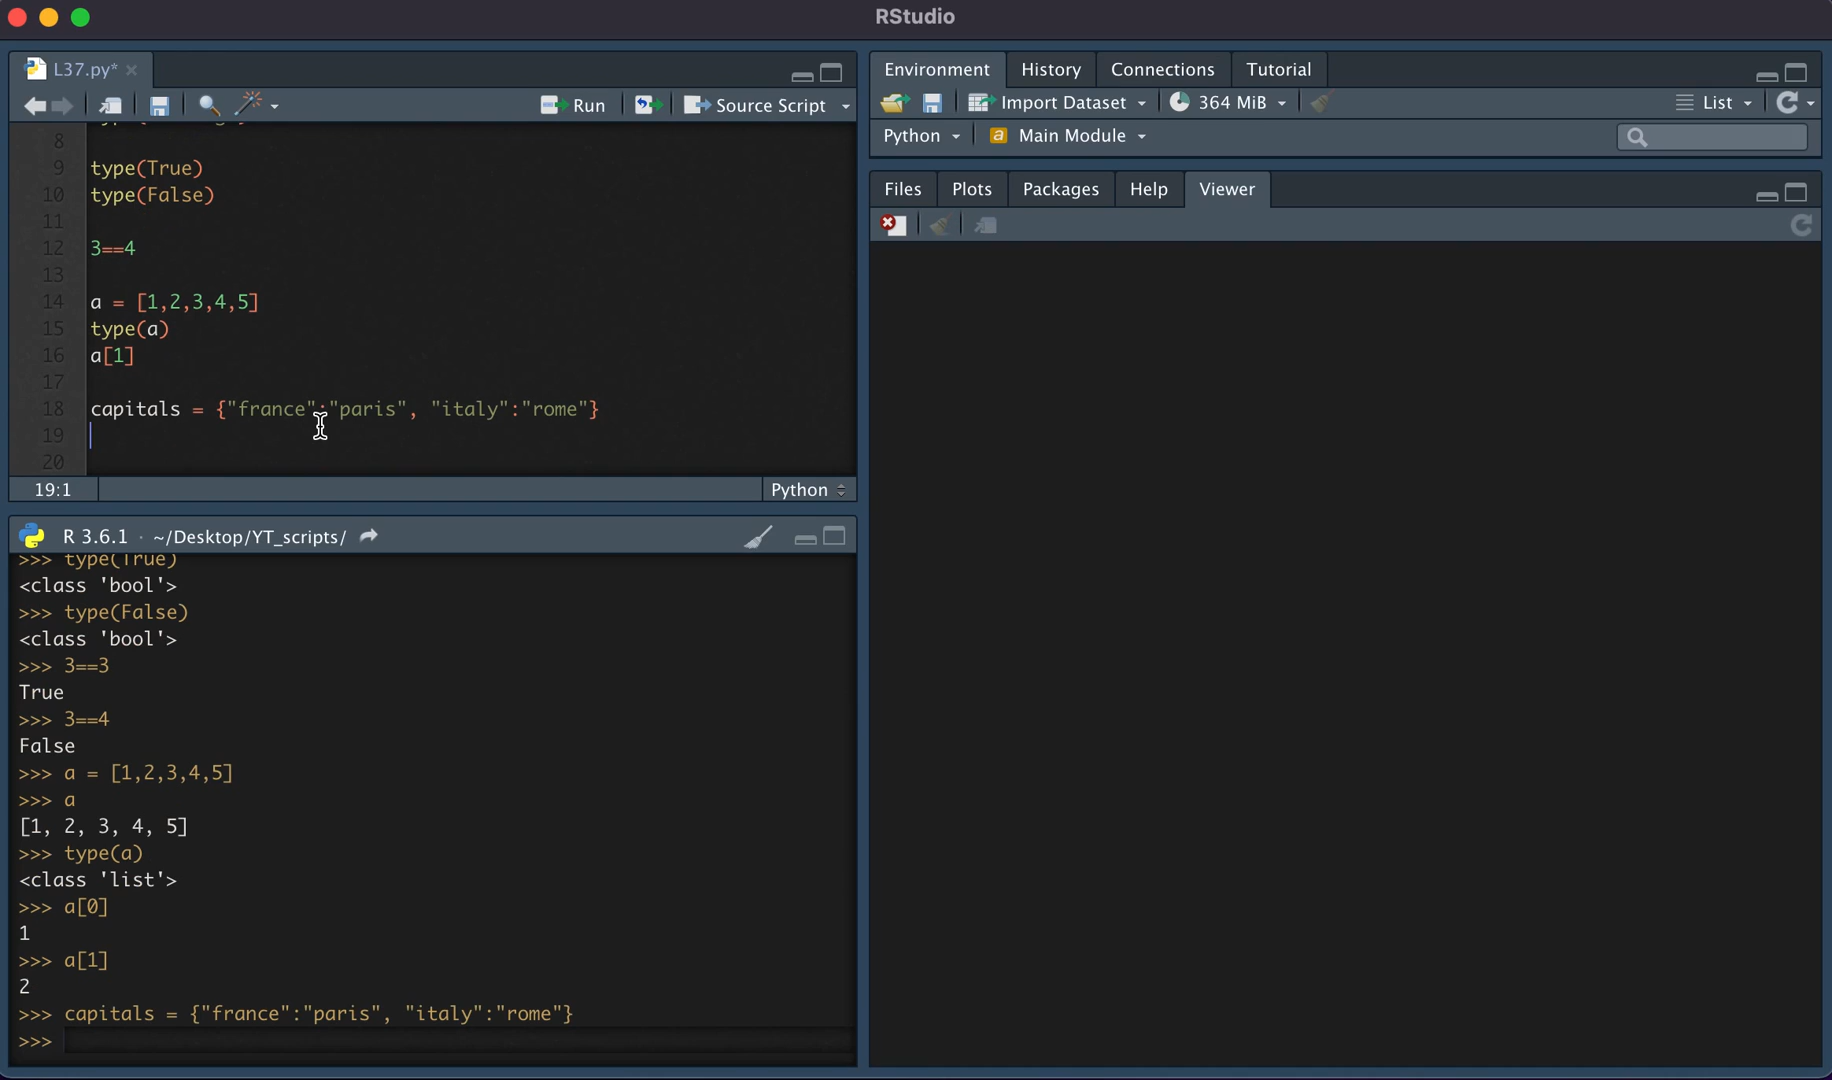 RStudio
L37.py*
Run
Source Script
8
9 type(True)
10 type(False)
11
12 3==4
13
14 a = [1,2,3,4,5]
15 type(a)
16 a[1]
17
18 capitals = {"france":"paris", "italy":"rome"}
19
20
19:1
Python
R 3.6.1 · ~/Desktop/YT_scripts/
>>> type(True)
<class 'bool'>
>>> type(False)
<class 'bool'>
>>> 3==3
True
>>> 3==4
False
>>> a = [1,2,3,4,5]
>>> a
[1, 2, 3, 4, 5]
>>> type(a)
<class 'list'>
>>> a[0]
1
>>> a[1]
2
>>> capitals = {"france":"paris", "italy":"rome"}
>>>
Environment History Connections Tutorial
Import Dataset 364 MiB List
Python Main Module
Files Plots Packages Help Viewer